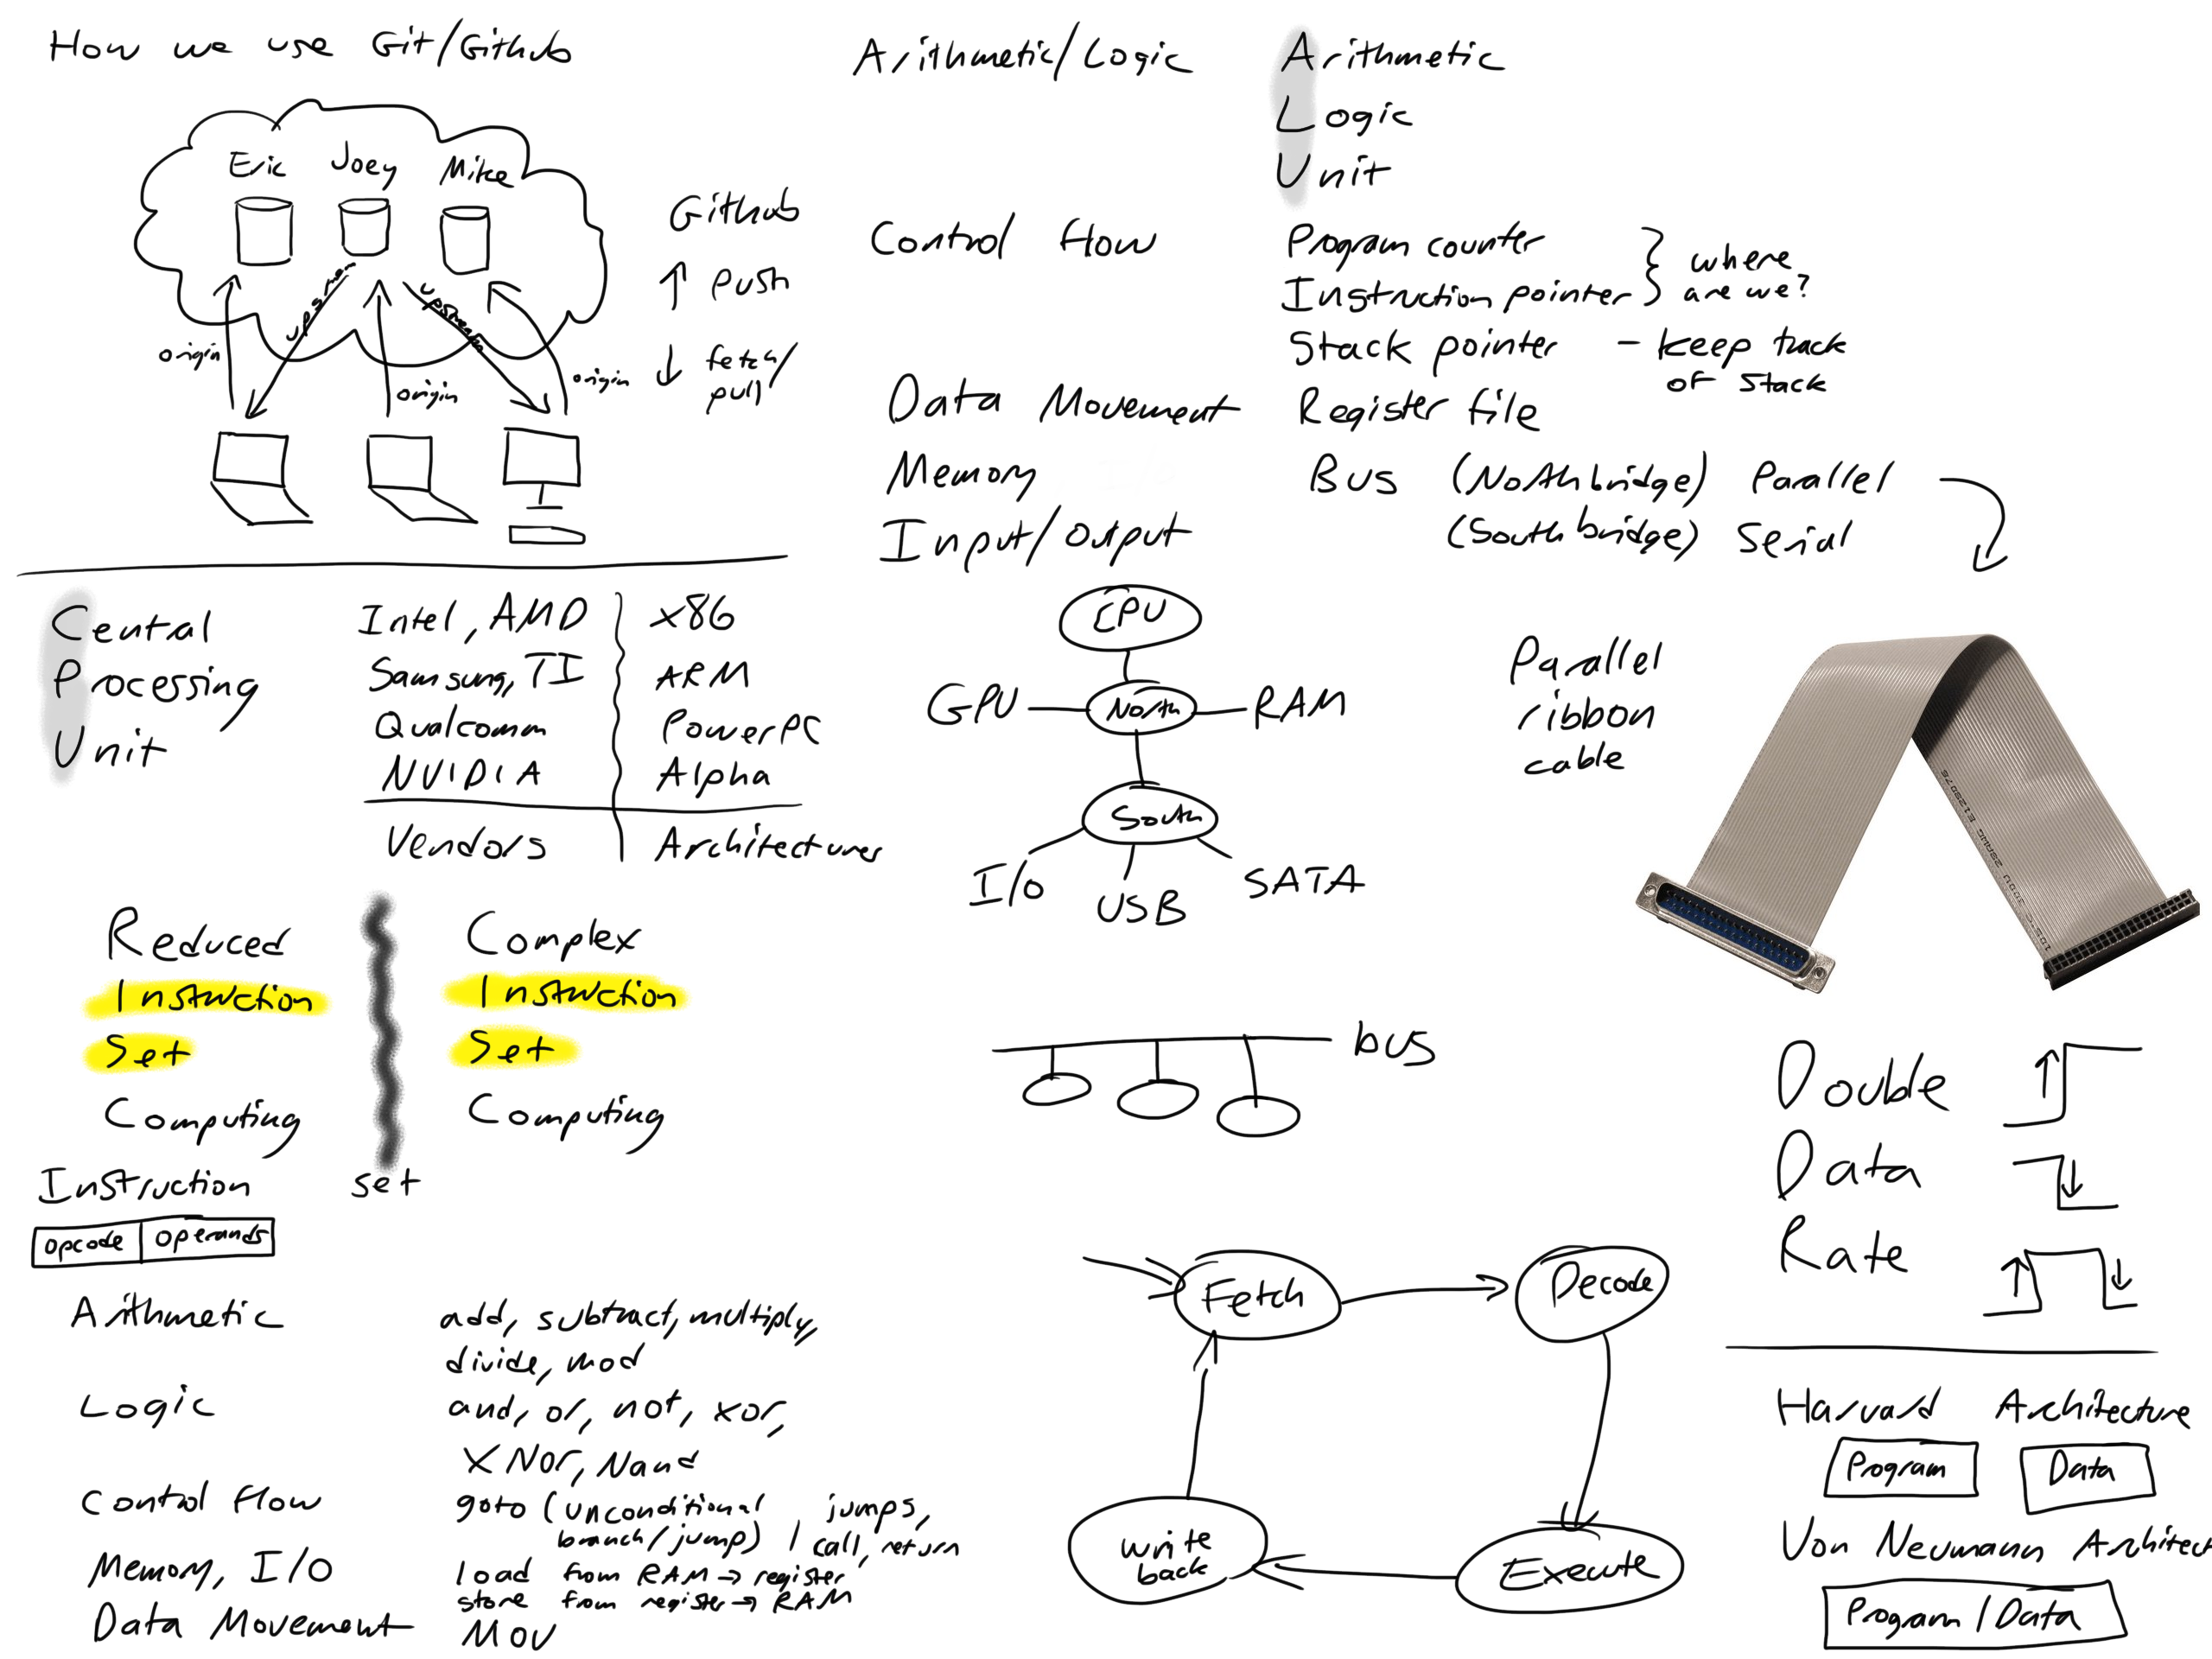 How we use Git/Github
Eric Joey Mike
Github
↑ push
↓ fetch/
pull
upstream
upstream
origin
origin
origin
Central
Processing
Unit
Intel, AMD x86
Samsung, TI ARM
Qualcomm PowerPC
NVIDIA Alpha
Vendors Architectures
Reduced
Instruction
Set
Computing
Complex
Instruction
Set
Computing
Instruction set
opcode operands
Arithmetic add, subtract, multiply,
divide, mod
Logic and, or, not, xor,
XNor, Nand
Control flow goto (unconditional jumps,
branch/jump) / call, return
Memory, I/O load from RAM → register
store from register → RAM
Data Movement MOV
Arithmetic/Logic
Arithmetic
Logic
Unit
Control flow
Program counter
Instruction pointer
where
are we?
Stack pointer - keep track
of stack
Data Movement Register file
Memory Bus (Northbridge) Parallel
Input/Output (Southbridge) Serial
CPU
GPU North RAM
South
I/O USB SATA
Parallel
ribbon
cable
bus
Double
Data
Rate
Fetch Decode
write
back
Execute
Harvard Architecture
Program Data
Von Neumann Architect
Program / Data